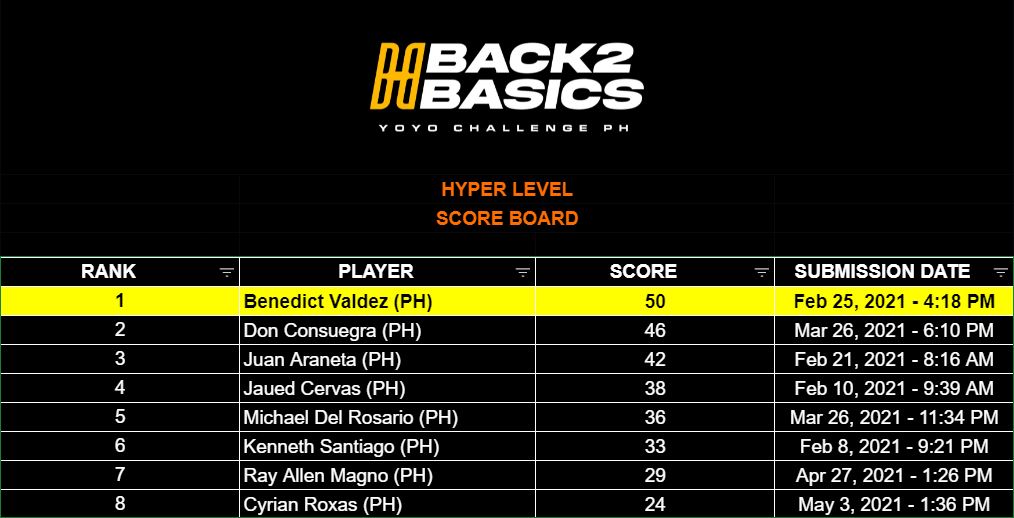 BACK2
BASICS
YOYO CHALLENGE PH
HYPER LEVEL
SCORE BOARD
RANK PLAYER SCORE SUBMISSION DATE
1 Benedict Valdez (PH) 50 Feb 25, 2021 - 4:18 PM
2 Don Consuegra (PH) 46 Mar 26, 2021 - 6:10 PM
3 Juan Araneta (PH) 42 Feb 21, 2021 - 8:16 AM
4 Jaued Cervas (PH) 38 Feb 10, 2021 - 9:39 AM
5 Michael Del Rosario (PH) 36 Mar 26, 2021 - 11:34 PM
6 Kenneth Santiago (PH) 33 Feb 8, 2021 - 9:21 PM
7 Ray Allen Magno (PH) 29 Apr 27, 2021 - 1:26 PM
8 Cyrian Roxas (PH) 24 May 3, 2021 - 1:36 PM